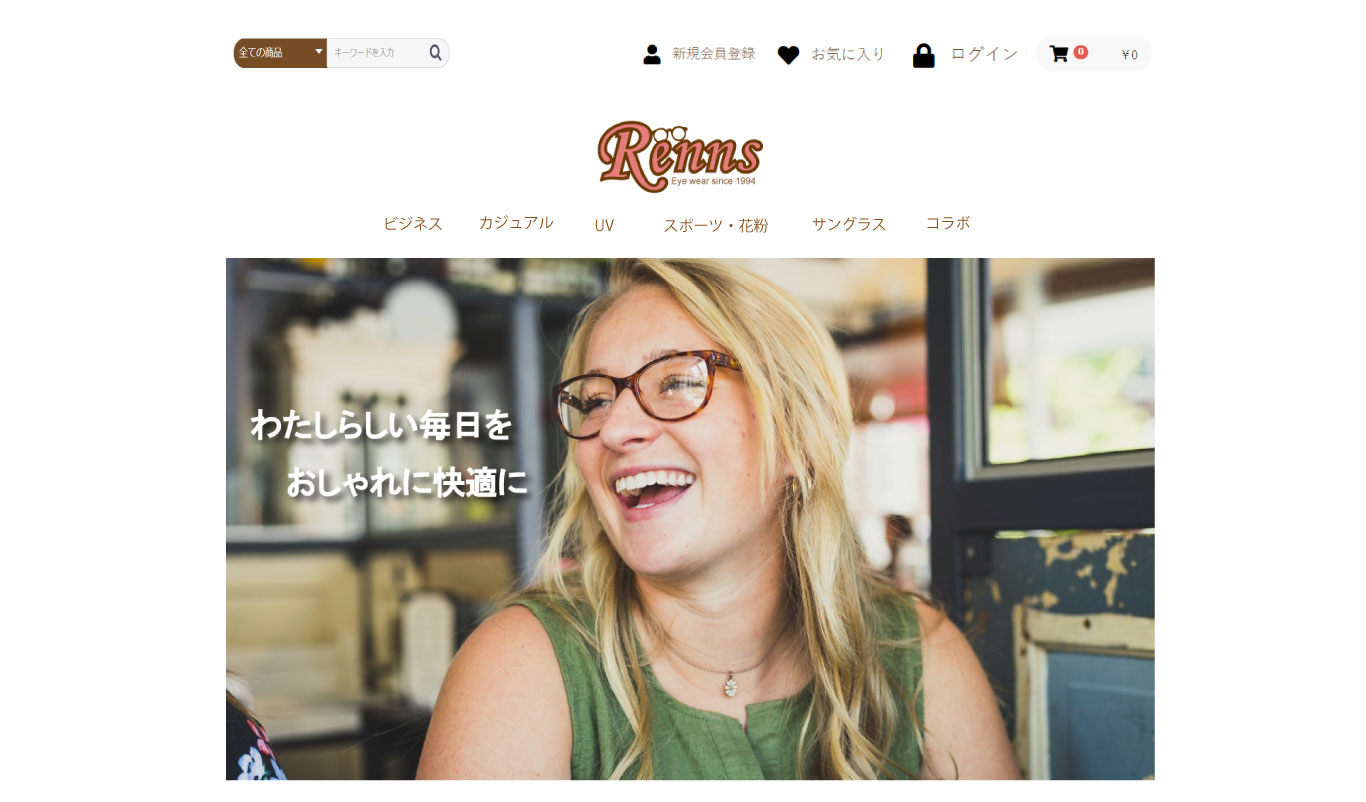 全ての商品
キーワードを入力
新規会員登録
お気に入り
ログイン
0
￥0
Renns
Eye wear since 1994
ビジネス
カジュアル
UV
スポーツ・花粉
サングラス
コラボ
わたしらしい毎日を
おしゃれに快適に